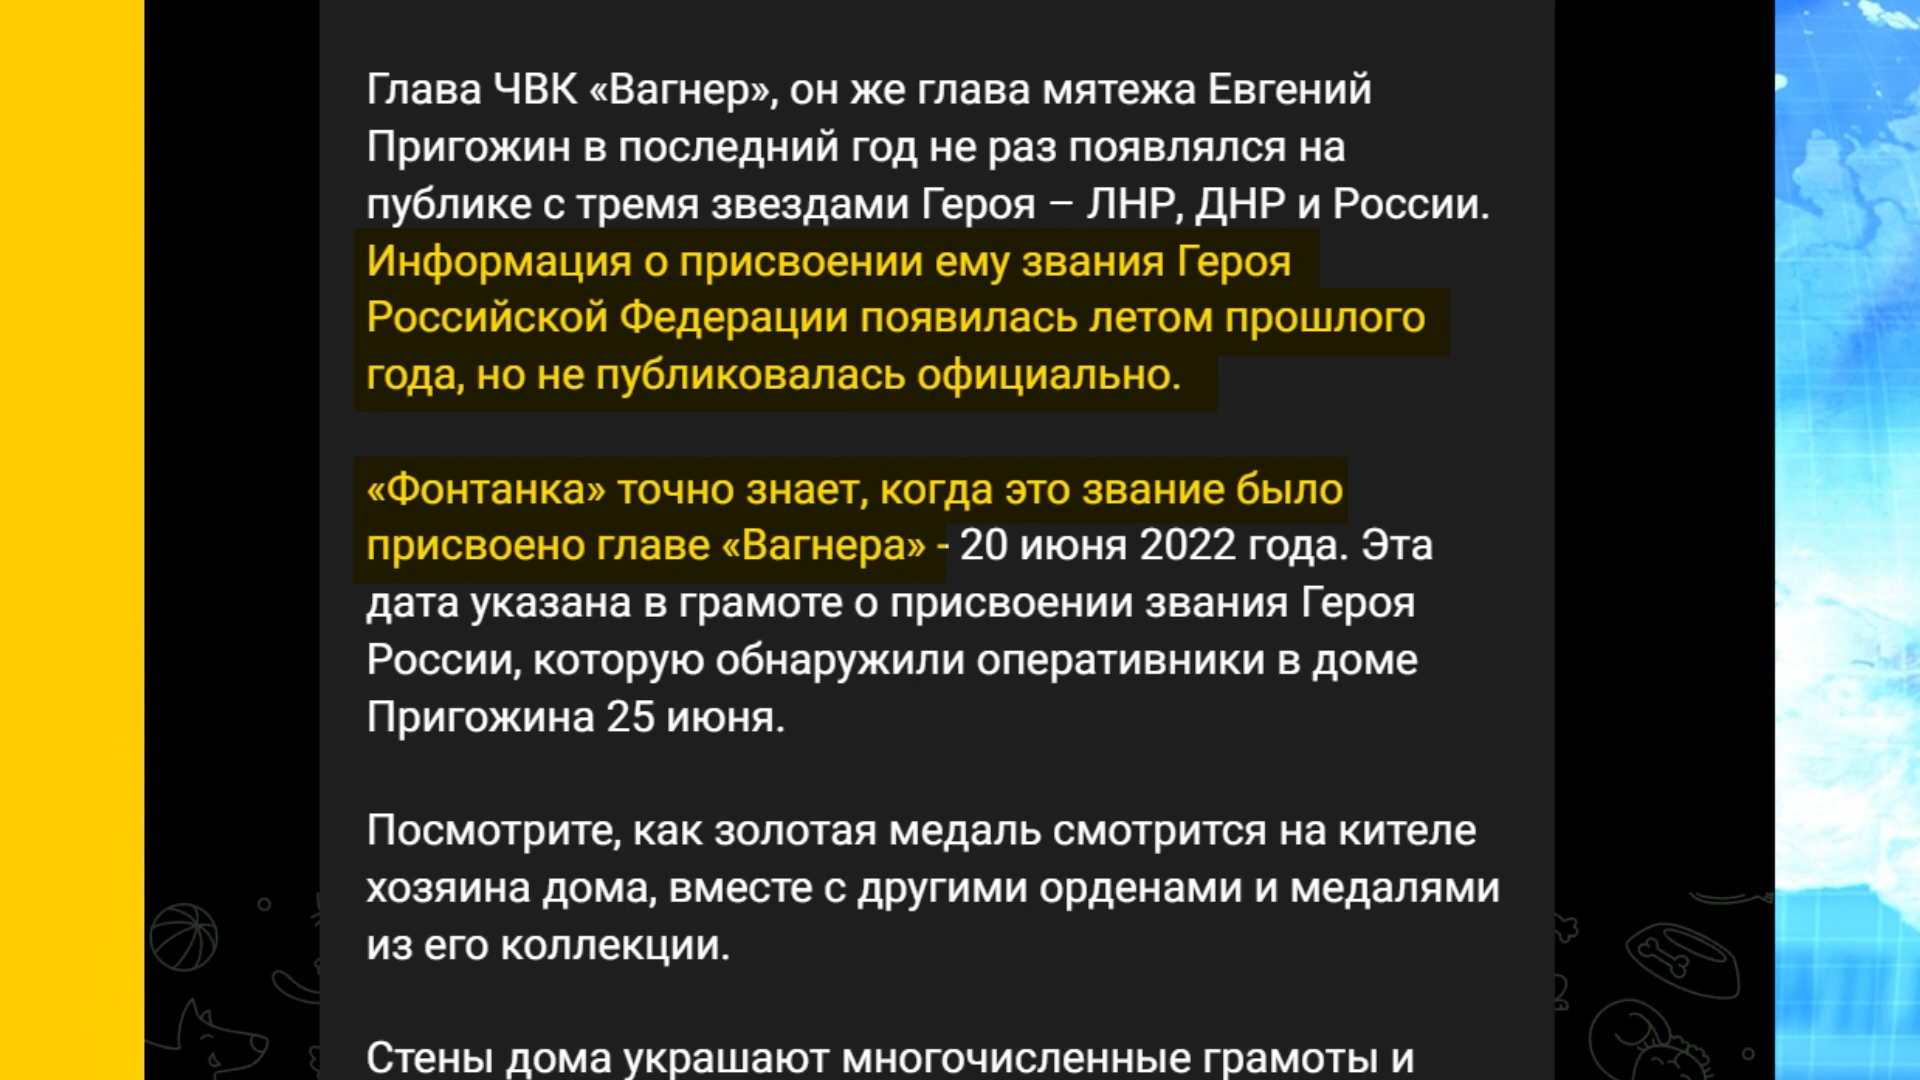 Глава ЧВК «Вагнер», он же глава мятежа Евгений
Пригожин в последний год не раз появлялся на
публике с тремя звездами Героя – ЛНР, ДНР и России.
Информация о присвоении ему звания Героя
Российской Федерации появилась летом прошлого
года, но не публиковалась официально.
«Фонтанка» точно знает, когда это звание было
присвоено главе «Вагнера» - 20 июня 2022 года. Эта
дата указана в грамоте о присвоении звания Героя
России, которую обнаружили оперативники в доме
Пригожина 25 июня.
Посмотрите, как золотая медаль смотрится на кителе
хозяина дома, вместе с другими орденами и медалями
из его коллекции.
Стены дома украшают многочисленные грамоты и